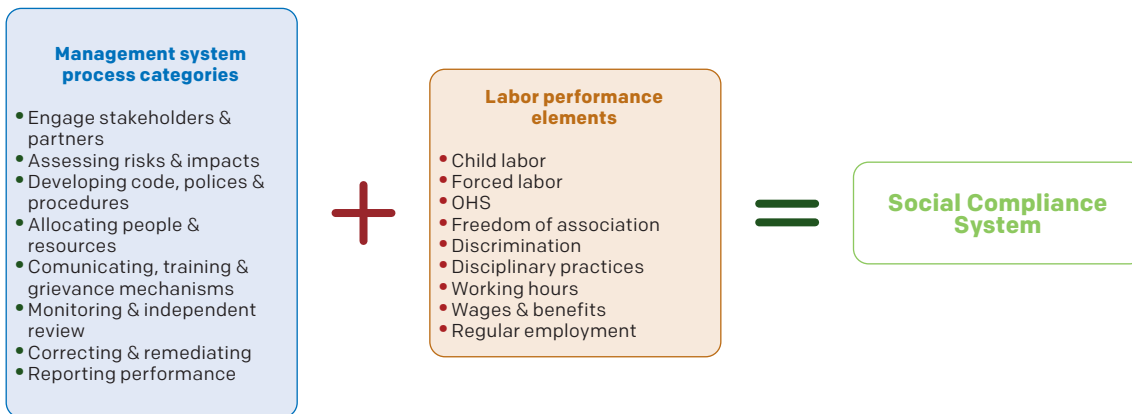 Management system
process categories
• Engage stakeholders &
partners
• Assessing risks & impacts
• Developing code, polices &
procedures
• Allocating people &
resources
• Comunicating, training &
grievance mechanisms
• Monitoring & independent
review
• Correcting & remediating
• Reporting performance
+
Labor performance
elements
• Child labor
• Forced labor
• OHS
• Freedom of association
• Discrimination
• Disciplinary practices
• Working hours
• Wages & benefits
• Regular employment
=
Social Compliance
System